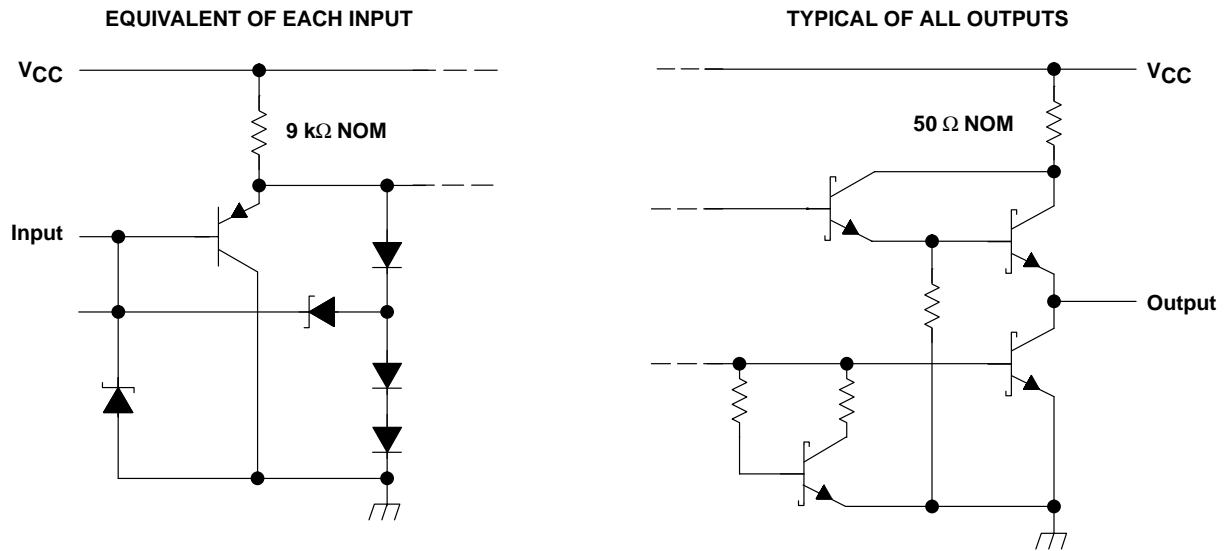 EQUIVALENT OF EACH INPUT
VCC
9 kΩ NOM
Input
TYPICAL OF ALL OUTPUTS
VCC
50 Ω NOM
Output